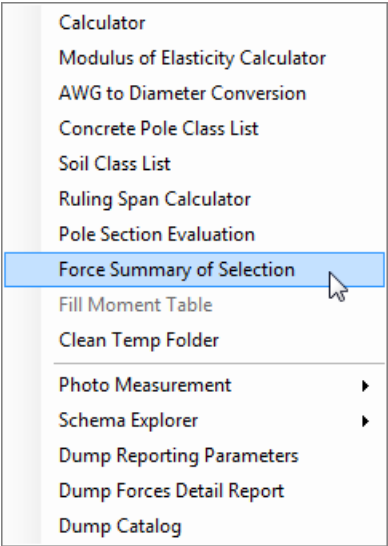 Calculator
Modulus of Elasticity Calculator
AWG to Diameter Conversion
Concrete Pole Class List
Soil Class List
Ruling Span Calculator
Pole Section Evaluation
Force Summary of Selection
Fill Moment Table
Clean Temp Folder
Photo Measurement
Schema Explorer
Dump Reporting Parameters
Dump Forces Detail Report
Dump Catalog